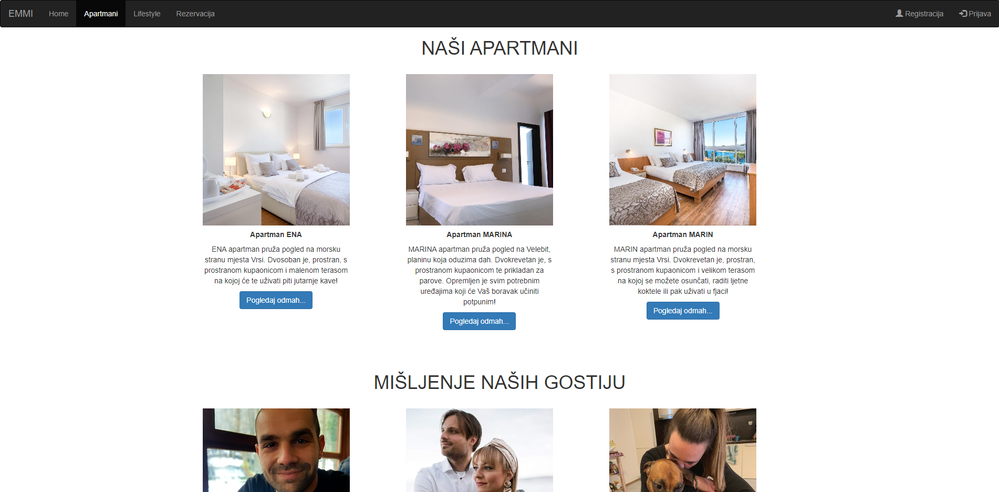 EMMI Home Apartmani Lifestyle Rezervacija Registracija Prijava
NAŠI APARTMANI
Apartman ENA
ENA apartman pruža pogled na morsku
stranu mjesta Vrsi. Dvosoban je, prostran, s
prostranom kupaonicom i malenom terasom
na kojoj će te uživati piti jutarnje kave!
Pogledaj odmah...
Apartman MARINA
MARINA apartman pruža pogled na Velebit,
planinu koja oduzima dah. Dvokrevetan je, s
prostranom kupaonicom te prikladan za
parove. Opremljen je svim potrebnim
uređajima koji će Vaš boravak učiniti
potpunim!
Pogledaj odmah...
Apartman MARIN
MARIN apartman pruža pogled na morsku
stranu mjesta Vrsi. Dvokrevetan je, prostran,
s prostranom kupaonicom i velikom terasom
na kojoj se možete osunčati, raditi ljetne
koktele ili pak uživati u fjaci!
Pogledaj odmah...
MIŠLJENJE NAŠIH GOSTIJU